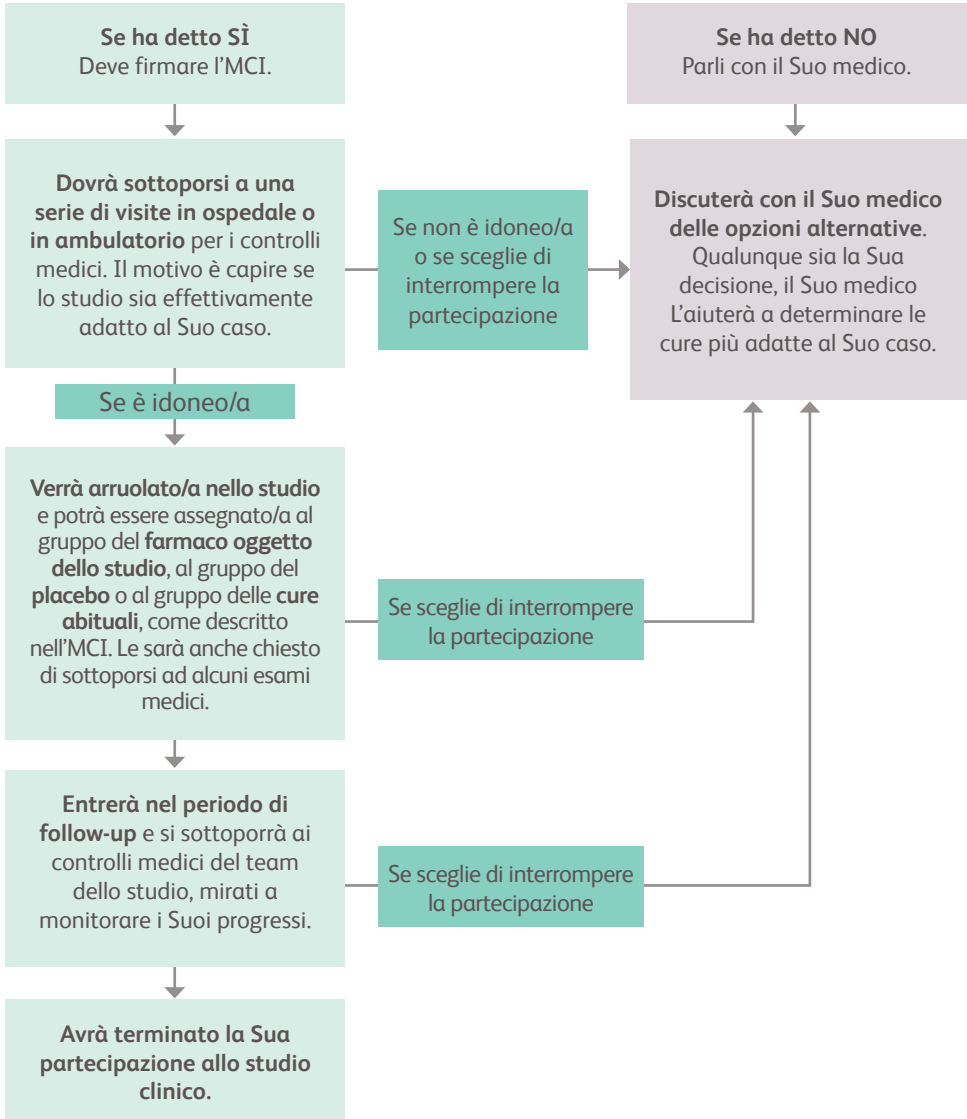 Se ha detto SÌ
Deve firmare l'MCI.
Se ha detto NO
Parli con il Suo medico.
Dovrà sottoporsi a una
serie di visite in ospedale o
in ambulatorio per i controlli
medici. Il motivo è capire se
lo studio sia effettivamente
adatto al Suo caso.
Se non è idoneo/a
o se sceglie di
interrompere la
partecipazione
Discuterà con il Suo medico
delle opzioni alternative.
Qualunque sia la Sua
decisione, il Suo medico
L'aiuterà a determinare le
cure più adatte al Suo caso.
Se è idoneo/a
Verrà arruolato/a nello studio
e potrà essere assegnato/a al
gruppo del farmaco oggetto
dello studio, al gruppo del
placebo o al gruppo delle cure
abituali, come descritto
nell'MCI. Le sarà anche chiesto
di sottoporsi ad alcuni esami
medici.
Se sceglie di interrompere
la partecipazione
Entrerà nel periodo di
follow-up e si sottoporrà ai
controlli medici del team
dello studio, mirati a
monitorare i Suoi progressi.
Se sceglie di interrompere
la partecipazione
Avrà terminato la Sua
partecipazione allo studio
clinico.